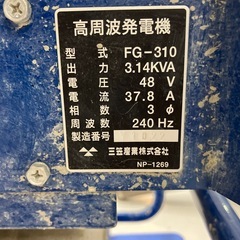 高周波発電機
型式 FG-310
出力 3.14KVA
電圧 48 V
電流 37.8 A
相数 3 ø
周波数 240 Hz
製造番号
三笠産業株式会社
NP-1269